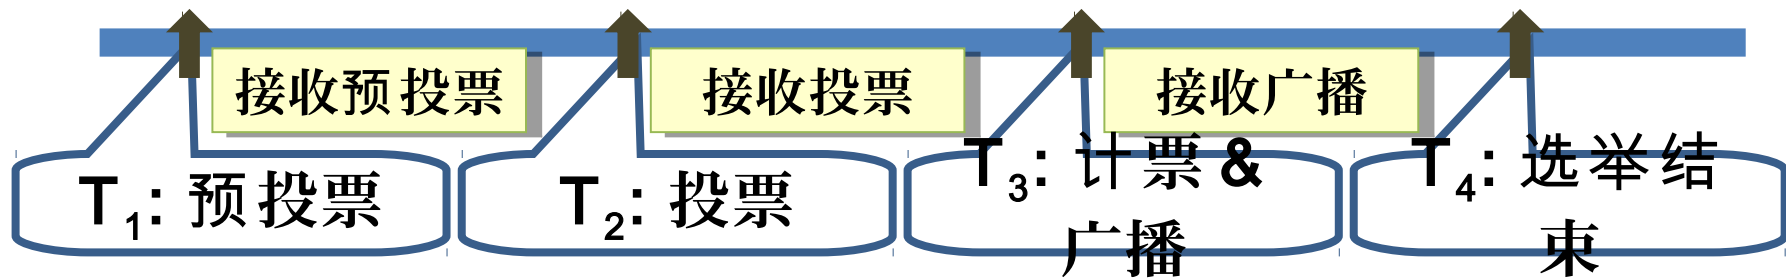 接收预投票
接收投票
接收广播
T1: 预投票
T2: 投票
T3: 计票 &
广播
T4: 选举结
束